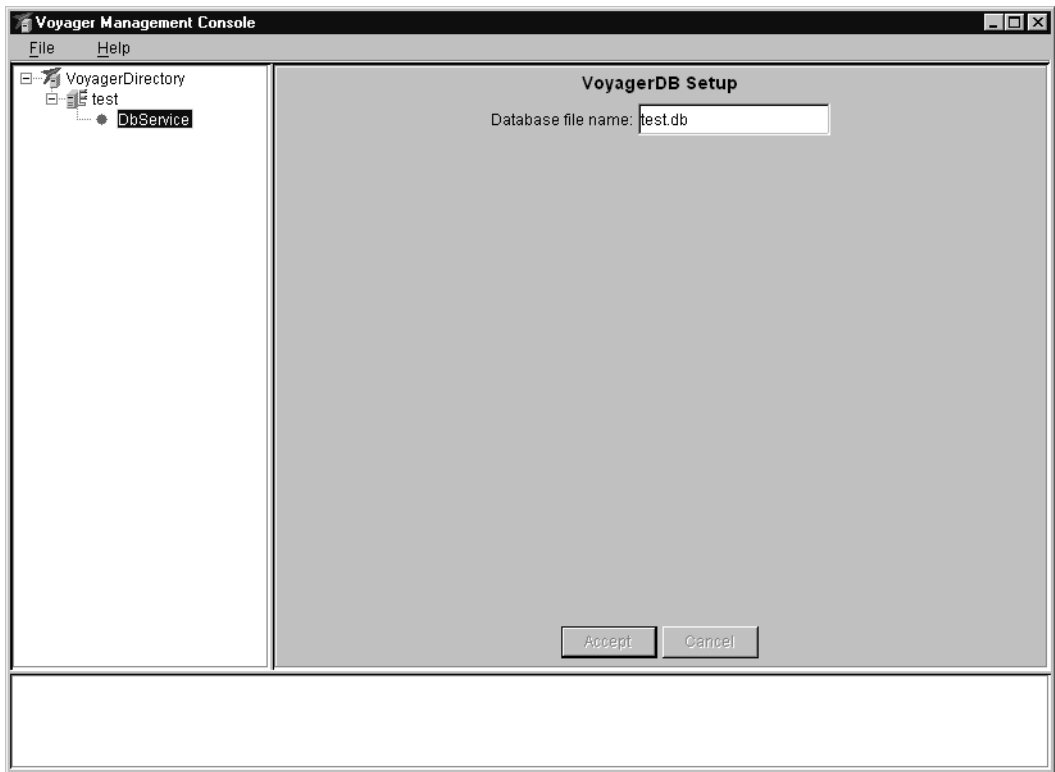 Voyager Management Console
File Help
VoyagerDirectory
test
DbService
VoyagerDB Setup
Database file name: test.db
Accept Cancel